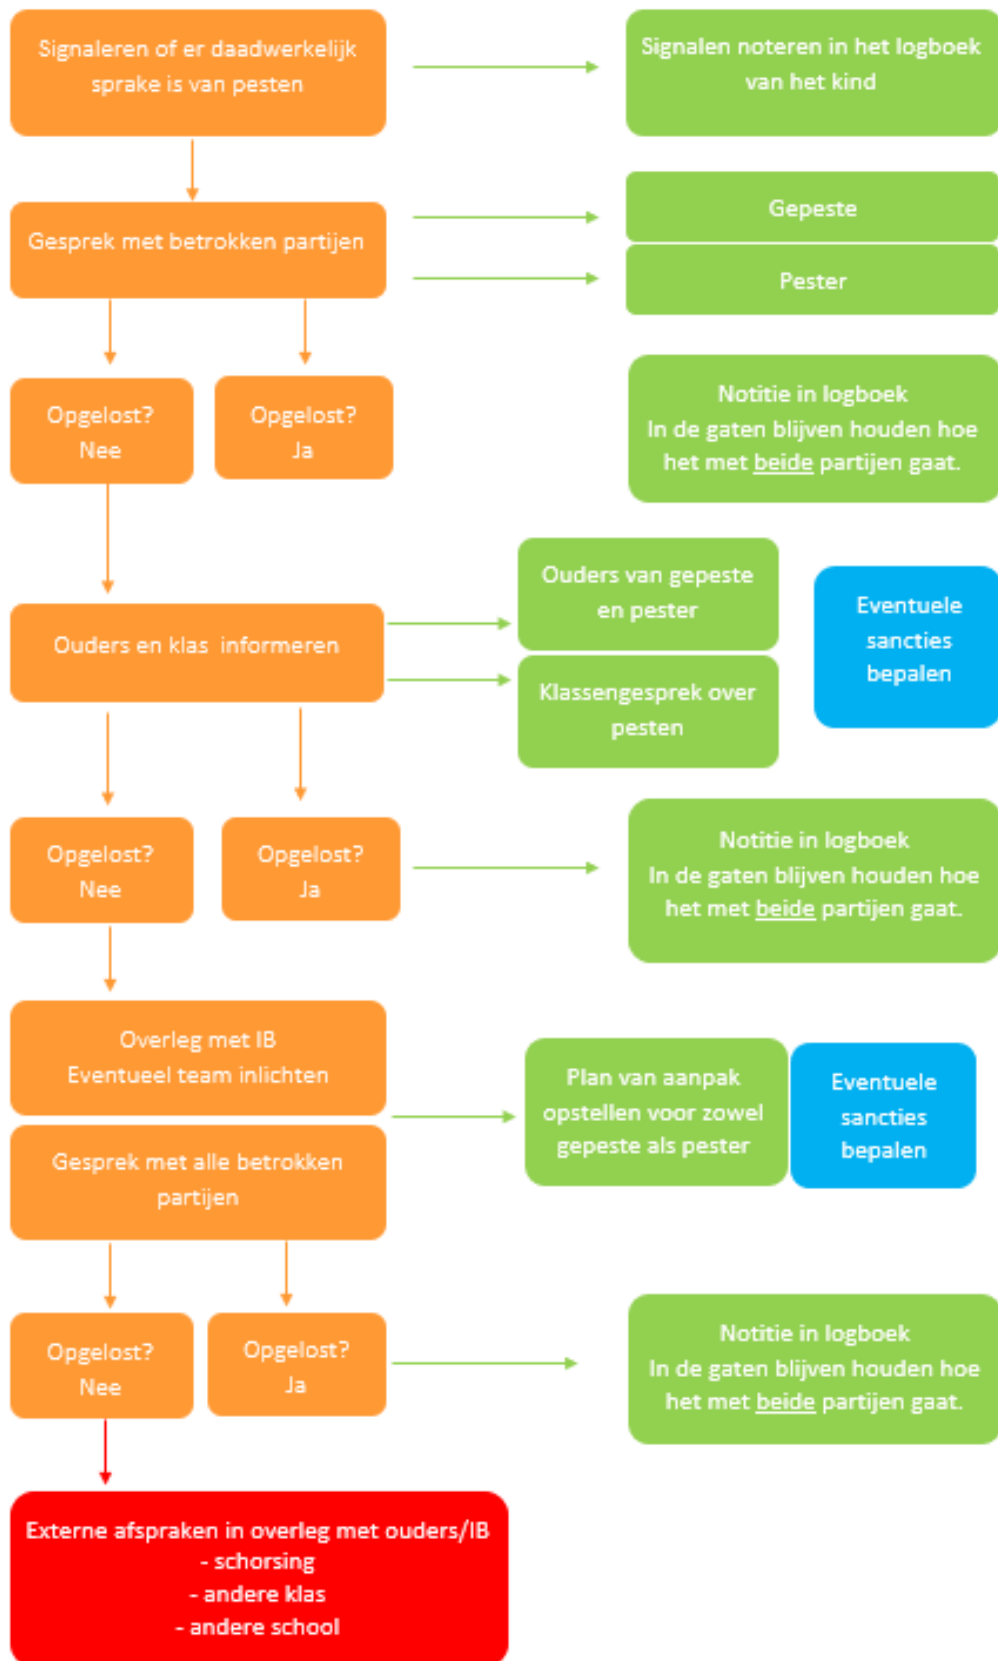 Signaleren of er daadwerkelijk
sprake is van pesten
Signalen noteren in het logboek
van het kind
Gesprek met betrokken partijen
Gepeste
Pester
Opgelost?
Nee
Opgelost?
Ja
Notitie in logboek
In de gaten blijven houden hoe
het met beide partijen gaat.
Ouders en klas informeren
Ouders van gepeste
en pester
Klassengesprek over
pesten
Eventuele
sancties
bepalen
Opgelost?
Nee
Opgelost?
Ja
Notitie in logboek
In de gaten blijven houden hoe
het met beide partijen gaat.
Overleg met IB
Eventueel team inlichten
Gesprek met alle betrokken
partijen
Plan van aanpak
opstellen voor zowel
gepeste als pester
Eventuele
sancties
bepalen
Opgelost?
Nee
Opgelost?
Ja
Notitie in logboek
In de gaten blijven houden hoe
het met beide partijen gaat.
Externe afspraken in overleg met ouders/IB
- schorsing
- andere klas
- andere school